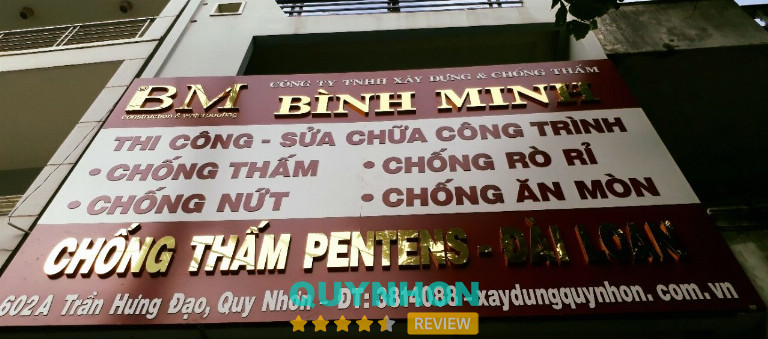 BM
construction & waterproofing
CÔNG TY TNHH XÂY DỰNG & CHỐNG THẤM
BÌNH MINH
THI CÔNG - SỬA CHỮA CÔNG TRÌNH
• CHỐNG THẤM • CHỐNG RÒ RỈ
• CHỐNG NỨT • CHỐNG ĂN MÒN
CHỐNG THẤM PENTENS - ĐÀI LOAN
602A Trần Hưng Đạo, Quy Nhơn ĐT: 3814088 - xaydungquynhon.com.vn
QUYNHON
REVIEW